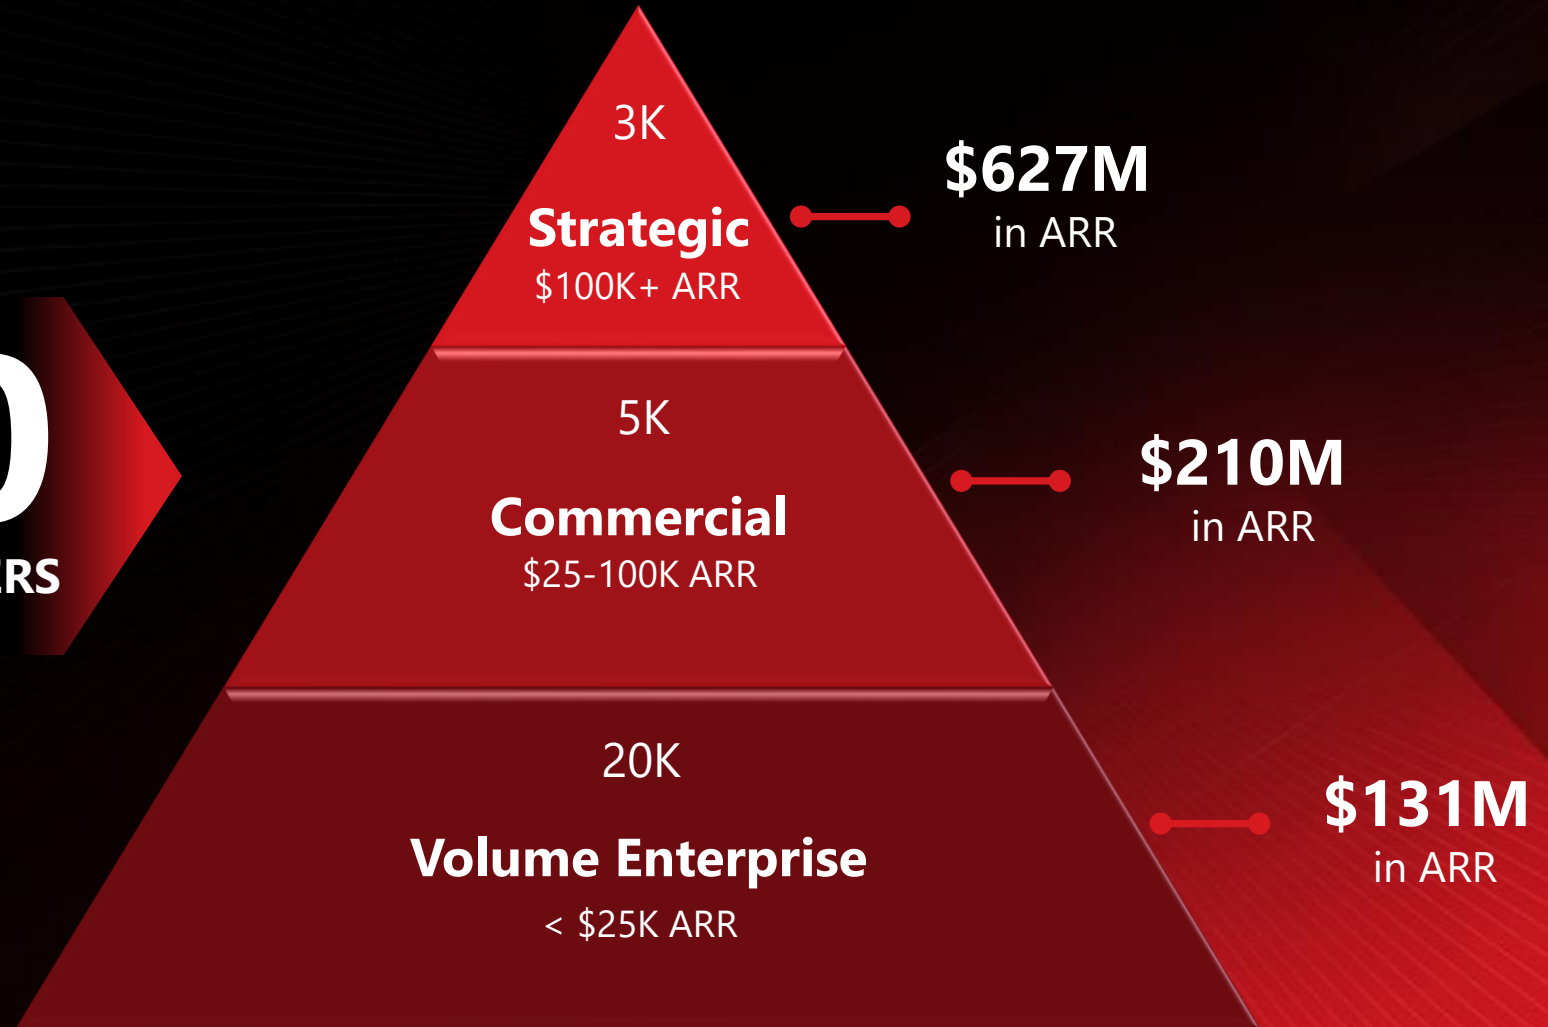 3K
Strategic
$100K+ ARR
$627M
in ARR
5K
Commercial
$25-100K ARR
$210M
in ARR
20K
Volume Enterprise
< $25K ARR
$131M
in ARR